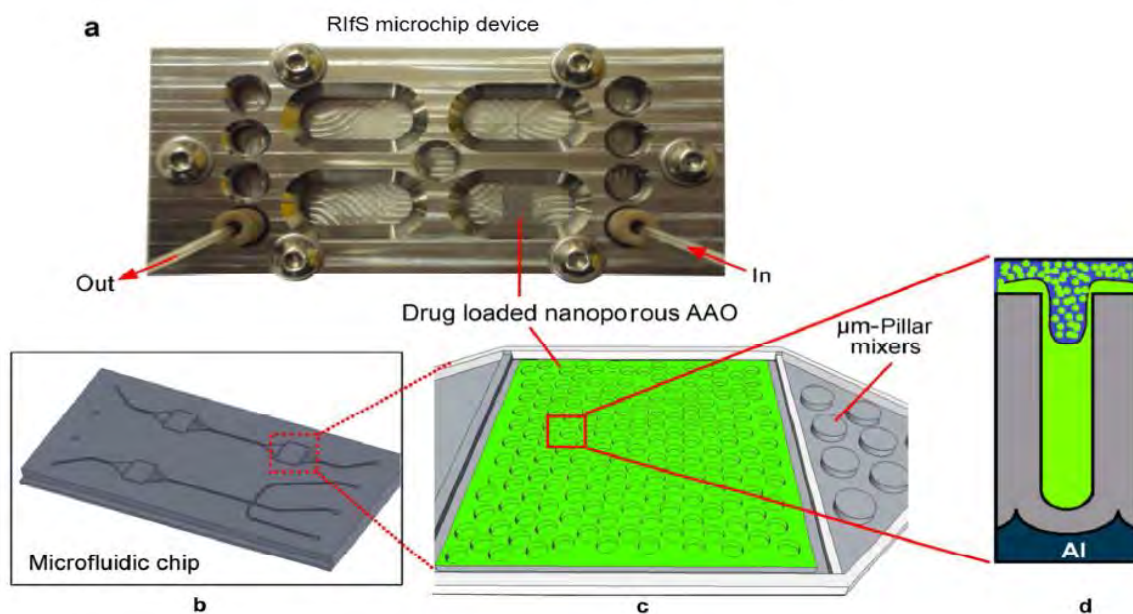 RIfS microchip device
a
Out
In
Drug loaded nanoporous AAO
µm-Pillar
mixers
Microfluidic chip
Al
b
c
d